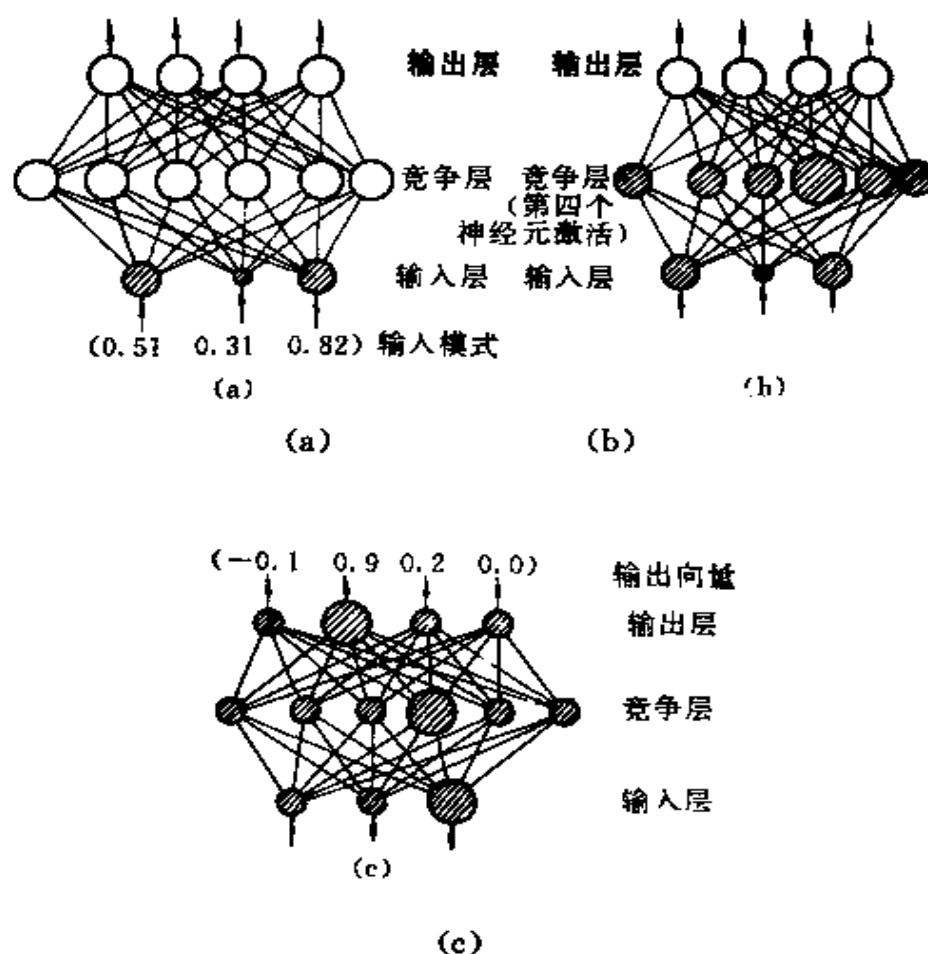 输出层 输出层
竞争层 竞争层
(第四个
神经元激活)
输入层 输入层
(0.51 0.31 0.82) 输入模式
(a) (b)
(a) (b)
(-0.1 0.9 0.2 0.0) 输出向量
输出层
竞争层
输入层
(c)
(c)